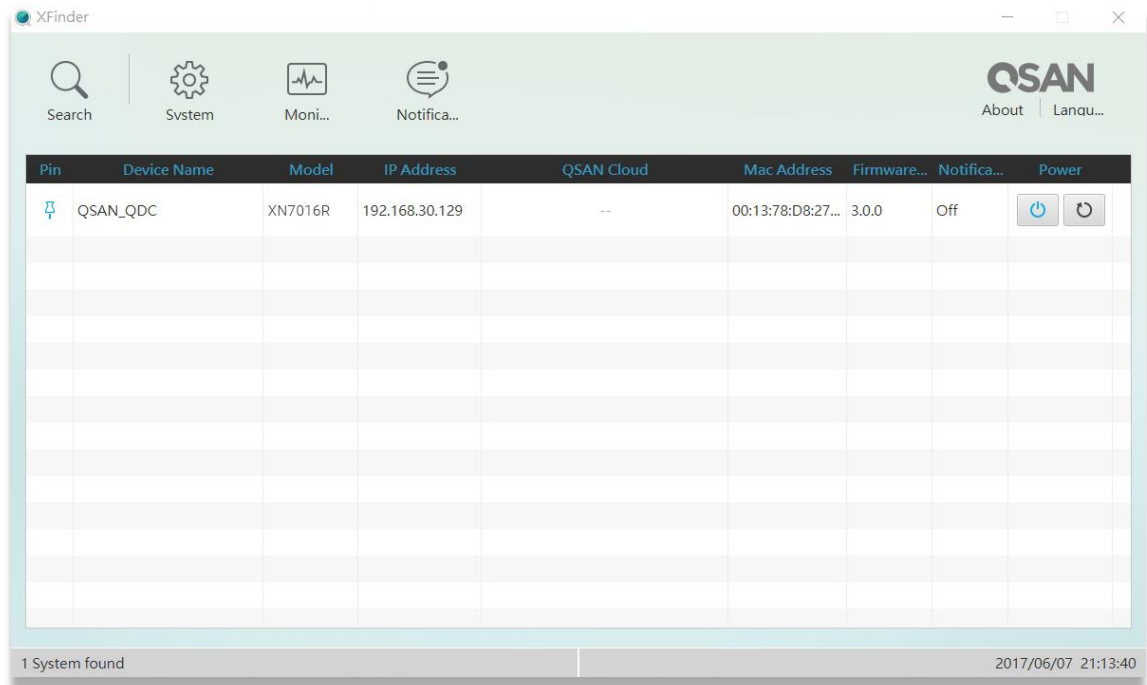 XFinder
Search System Moni... Notifica...
QSAN
About Langu...
Pin Device Name Model IP Address QSAN Cloud Mac Address Firmware... Notifica... Power
QSAN_QDC XN7016R 192.168.30.129 -- 00:13:78:D8:27... 3.0.0 Off
1 System found 2017/06/07 21:13:40